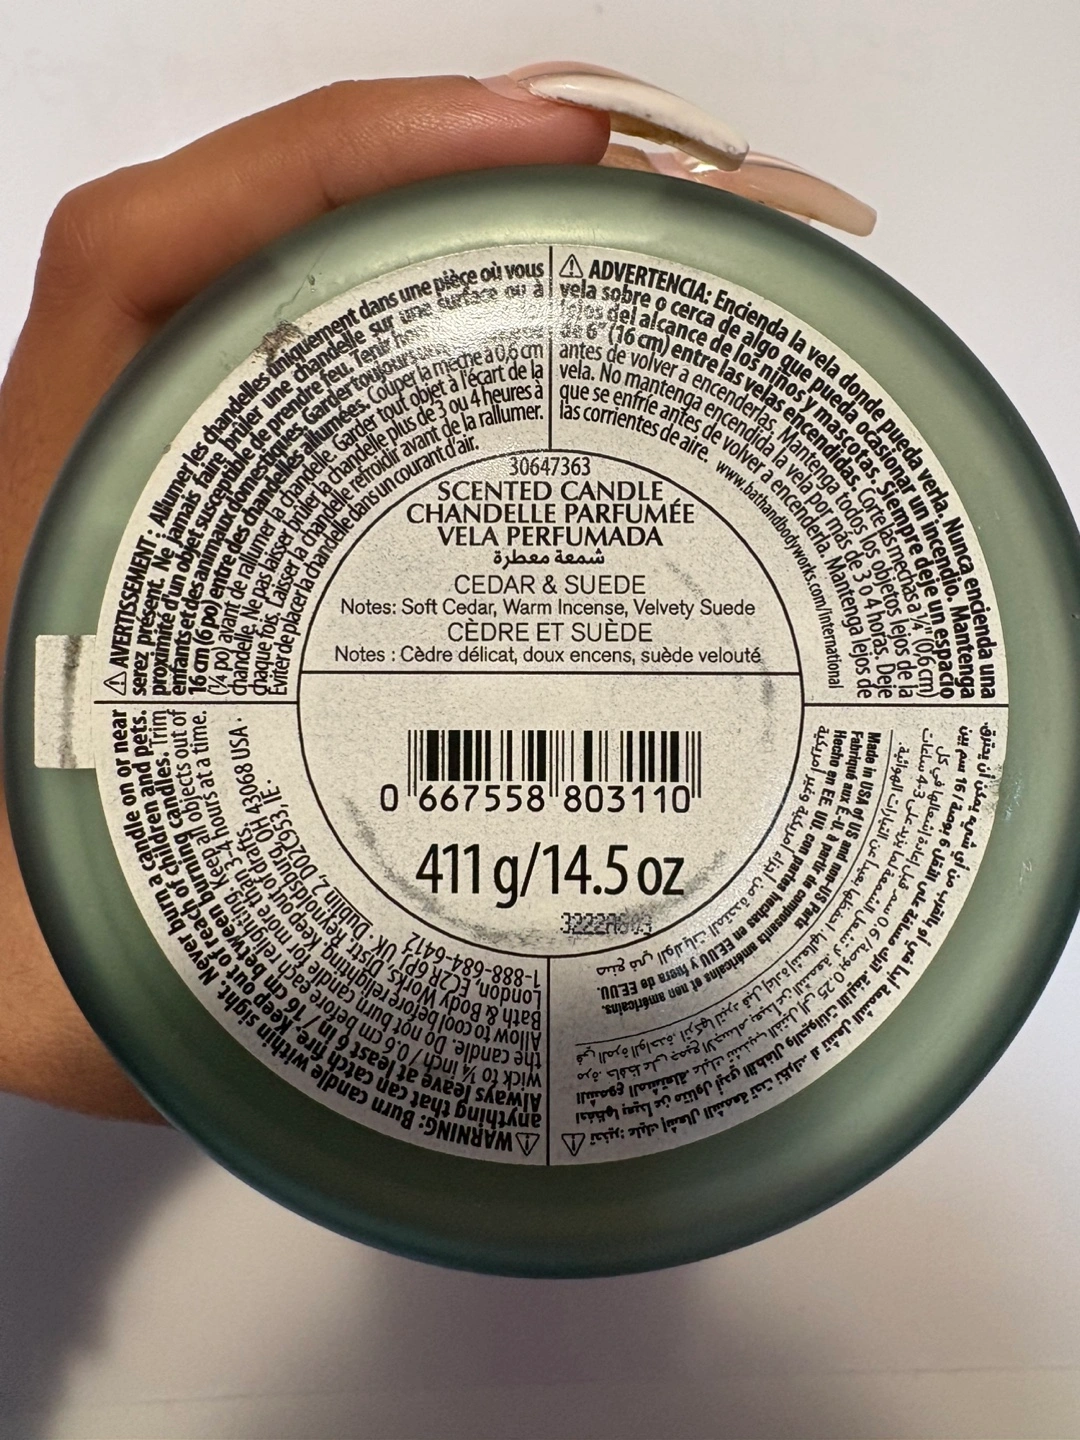 30647363
SCENTED CANDLE
CHANDELLE PARFUMÉE
VELA PERFUMADA
شمعة معطرة
CEDAR & SUEDE
Notes: Soft Cedar, Warm Incense, Velvety Suede
CÈDRE ET SUÈDE
Notes : Cèdre délicat, doux encens, suède velouté
0 667558 803110
411 g/14.5 oz
⚠ AVERTISSEMENT : Allumer les chandelles uniquement dans une pièce où vous
serez présent. Ne jamais faire brûler une chandelle sur une surface ou à
proximité d'un objet susceptible de prendre feu. Tenir hors
enfants et des animaux domestiques. Garder toujours
16 cm (6 po) entre des chandelles allumées. Couper la mèche à 0,6 cm
(¼ po) avant de rallumer la chandelle. Garder tout objet à l'écart de la
chandelle. Ne pas laisser brûler la chandelle plus de 3 ou 4 heures à
chaque fois. Laisser la chandelle refroidir avant de la rallumer.
Éviter de placer la chandelle dans un courant d'air.
⚠ ADVERTENCIA: Encienda la vela donde pueda verla. Nunca encienda una
vela sobre o cerca de algo que pueda ocasionar un incendio. Mantenga
lejos del alcance de los niños y mascotas. Siempre deje un espacio
de 6" (16 cm) entre las velas encendidas. Corte las mechas a ¼" (0,6 cm)
antes de volver a encenderlas. Mantenga todos los objetos lejos de la
vela. No mantenga encendida la vela por más de 3 o 4 horas. Deje
que se enfríe antes de volver a encenderla. Mantenga lejos de
las corrientes de aire. www.bathandbodyworks.com/international
⚠ WARNING: Burn candle within sight. Never burn a candle on or near
anything that can catch fire. Keep out of reach of children and pets.
Always leave at least 6 in / 16 cm between burning candles. Trim
wick to ¼ inch / 0.6 cm before each relighting. Keep all objects out of
the candle. Do not burn candle for more than 3-4 hours at a time.
Allow to cool before relighting. Keep out of drafts.
Bath & Body Works, Distr., Reynoldsburg, OH 43068 USA ·
London, EC2R 6PJ UK · Dublin 2, D02C953, IE ·
1-888-684-6412
Made in USA of US and non-US Parts
Fabriqué aux É.-U. à partir de composants américains et non américains.
Hecho en EE. UU. con partes hechas en EE.UU y fuera de EE.UU.